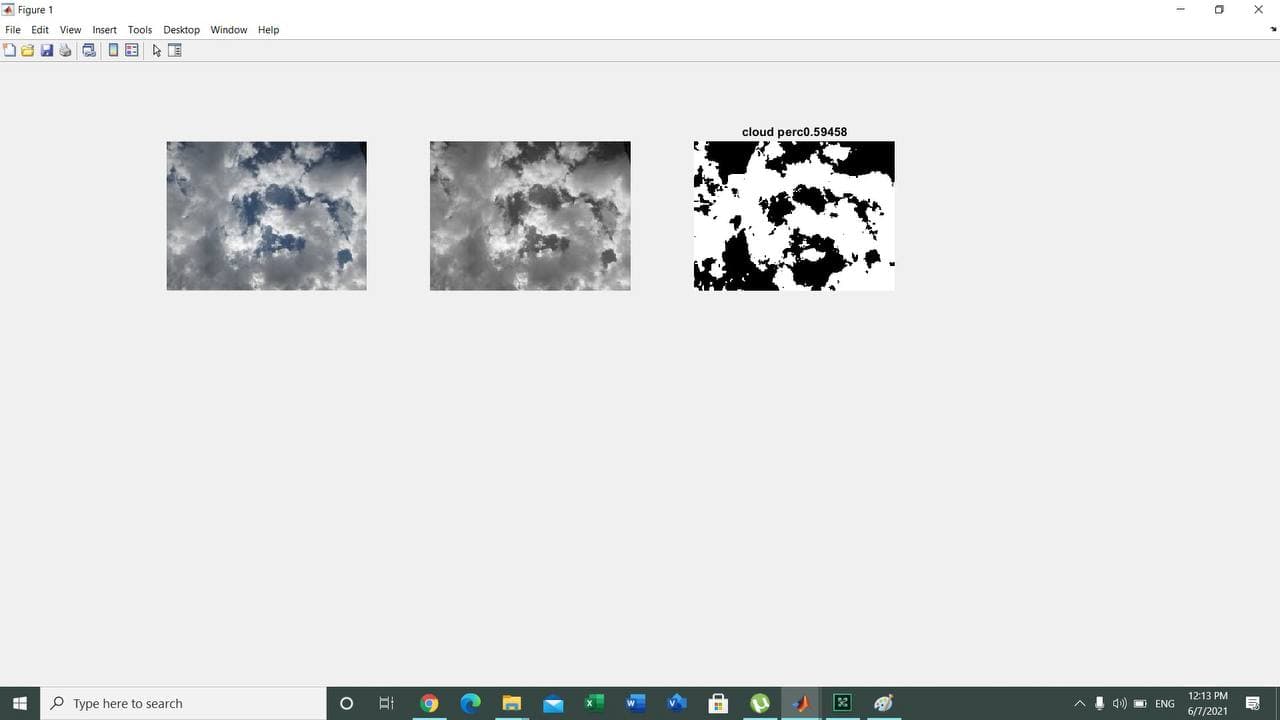 Figure 1
File Edit View Insert Tools Desktop Window Help
cloud perc0.59458
Type here to search
ENG
12:13 PM
6/7/2021